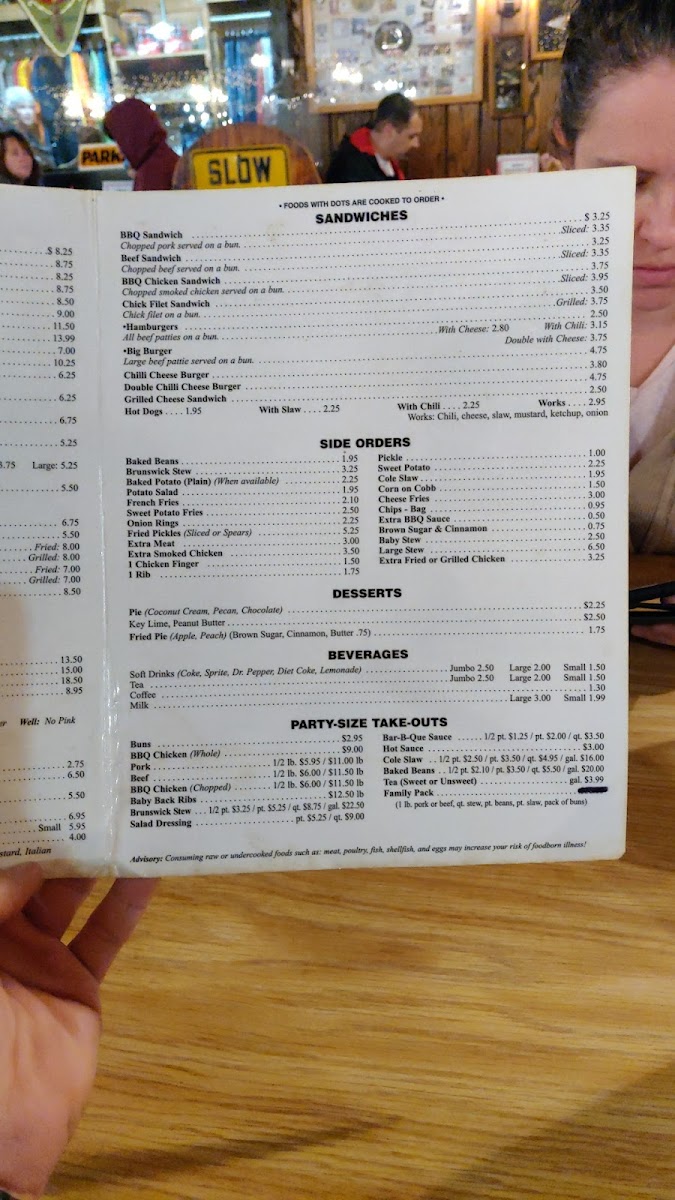 PARK
SLOW
$ 8.25
8.75
8.25
8.75
8.50
9.00
11.50
13.99
7.00
10.25
6.25
6.25
6.75
5.25
3.75 Large: 5.25
5.50
6.75
5.50
Fried: 8.00
Grilled: 8.00
Fried: 7.00
Grilled: 7.00
8.50
13.50
15.00
18.50
8.95
Well: No Pink
2.75
6.50
5.50
6.95
Small 5.95
4.00
Italian
• FOODS WITH DOTS ARE COOKED TO ORDER •
SANDWICHES
BBQ Sandwich $ 3.25
Chopped pork served on a bun. Sliced: 3.35
Beef Sandwich 3.25
Chopped beef served on a bun. Sliced: 3.35
BBQ Chicken Sandwich 3.75
Chopped smoked chicken served on a bun. Sliced: 3.95
Chick Filet Sandwich 3.50
Chick filet on a bun. Grilled: 3.75
•Hamburgers 2.50
All beef patties on a bun. With Cheese: 2.80 With Chili: 3.15
Double with Cheese: 3.75
•Big Burger 4.75
Large beef pattie served on a bun.
Chilli Cheese Burger 3.80
Double Chilli Cheese Burger 4.75
Grilled Cheese Sandwich 2.50
Hot Dogs .... 1.95 With Slaw .... 2.25 With Chili .... 2.25 Works .... 2.95
Works: Chili, cheese, slaw, mustard, ketchup, onion
SIDE ORDERS
Baked Beans 1.95
Brunswick Stew 3.25
Baked Potato (Plain) (When available) 2.25
Potato Salad 1.95
French Fries 2.10
Sweet Potato Fries 2.50
Onion Rings 2.25
Fried Pickles (Sliced or Spears) 5.25
Extra Meat 3.00
Extra Smoked Chicken 3.50
1 Chicken Finger 1.50
1 Rib 1.75
Pickle 1.00
Sweet Potato 2.25
Cole Slaw 1.95
Corn on Cobb 1.50
Cheese Fries 3.00
Chips - Bag 0.95
Extra BBQ Sauce 0.50
Brown Sugar & Cinnamon 0.75
Baby Stew 2.50
Large Stew 6.50
Extra Fried or Grilled Chicken 3.25
DESSERTS
Pie (Coconut Cream, Pecan, Chocolate) $2.25
Key Lime, Peanut Butter $2.50
Fried Pie (Apple, Peach) (Brown Sugar, Cinnamon, Butter .75) 1.75
BEVERAGES
Soft Drinks (Coke, Sprite, Dr. Pepper, Diet Coke, Lemonade) Jumbo 2.50 Large 2.00 Small 1.50
Tea Jumbo 2.50 Large 2.00 Small 1.50
Coffee 1.30
Milk Large 3.00 Small 1.99
PARTY-SIZE TAKE-OUTS
Buns $2.95
BBQ Chicken (Whole) $9.00
Pork 1/2 lb. $5.95 / $11.00 lb
Beef 1/2 lb. $6.00 / $11.50 lb
BBQ Chicken (Chopped) 1/2 lb. $6.00 / $11.50 lb
Baby Back Ribs $12.50 lb
Brunswick Stew .... 1/2 pt. $3.25 / pt. $5.25 / qt. $8.75 / gal. $22.50
Salad Dressing pt. $5.25 / qt. $9.00
Bar-B-Que Sauce 1/2 pt. $1.25 / pt. $2.00 / qt. $3.50
Hot Sauce $3.00
Cole Slaw .. 1/2 pt. $2.50 / pt. $3.50 / qt. $4.95 / gal. $16.00
Baked Beans .. 1/2 pt. $2.10 / pt. $3.50 / qt. $5.50 / gal. $20.00
Tea (Sweet or Unsweet) gal. $3.99
Family Pack
(1 lb. pork or beef, qt. stew, pt. beans, pt. slaw, pack of buns)
Advisory: Consuming raw or undercooked foods such as: meat, poultry, fish, shellfish, and eggs may increase your risk of foodborn illness!